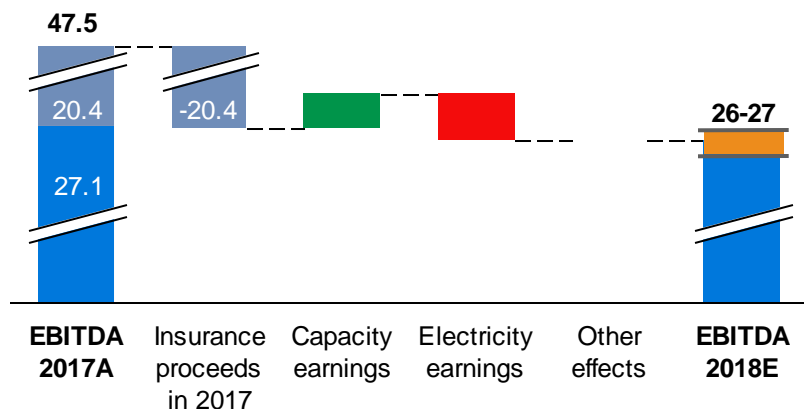 47.5
20.4
-20.4
27.1
26-27
EBITDA
2017A
Insurance
proceeds
in 2017
Capacity
earnings
Electricity
earnings
Other
effects
EBITDA
2018E